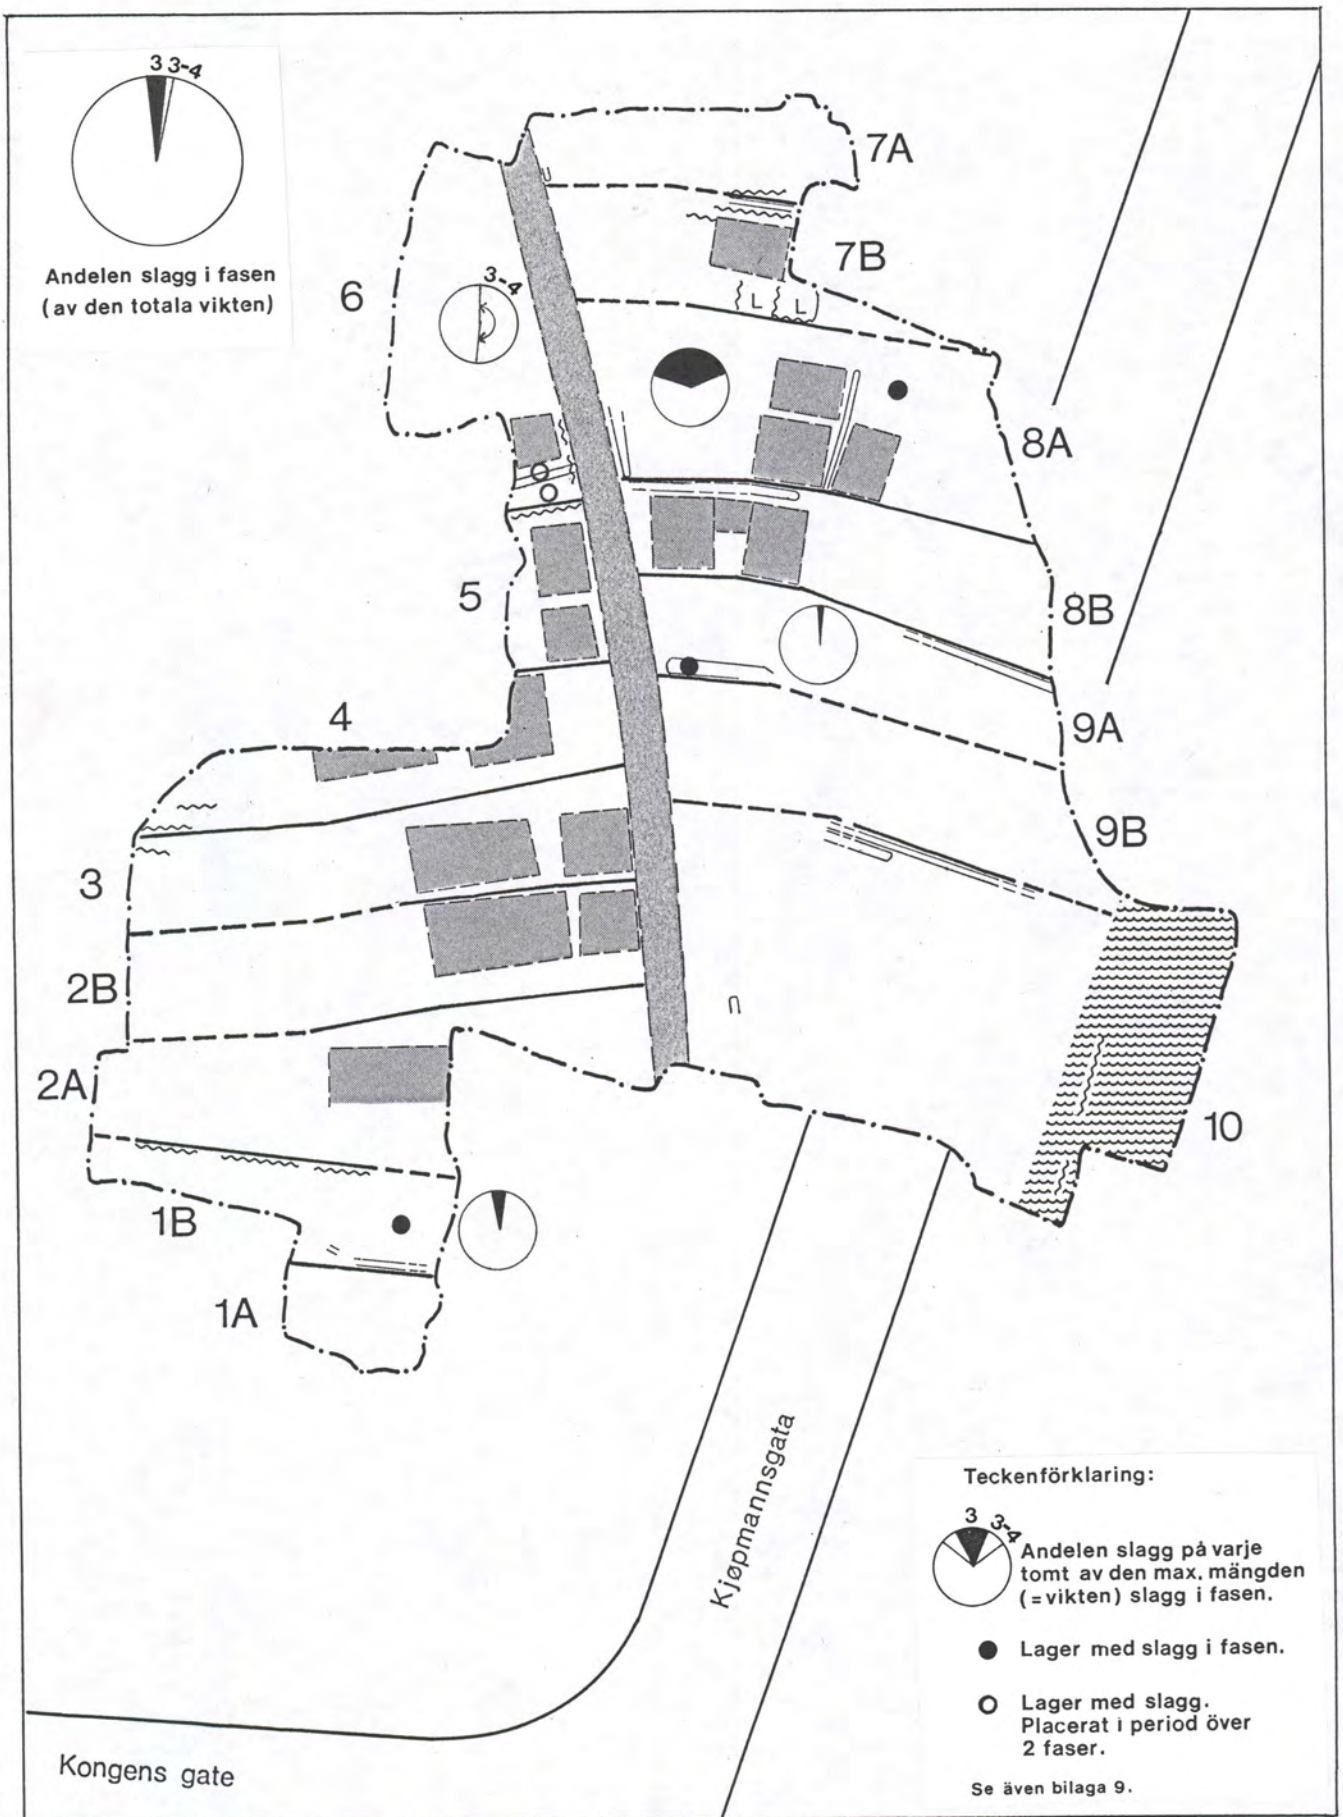 3 3-4
Andelen slagg i fasen
(av den totala vikten)
7A
7B
6
3-4
L L
8A
5
8B
4
9A
9B
3
2B
2A
10
1B
1A
Kjøpmannsgata
Kongens gate
Teckenförklaring:
3 3-4
Andelen slagg på varje
tomt av den max. mängden
(=vikten) slagg i fasen.
Lager med slagg i fasen.
Lager med slagg.
Placerat i period över
2 faser.
Se även bilaga 9.